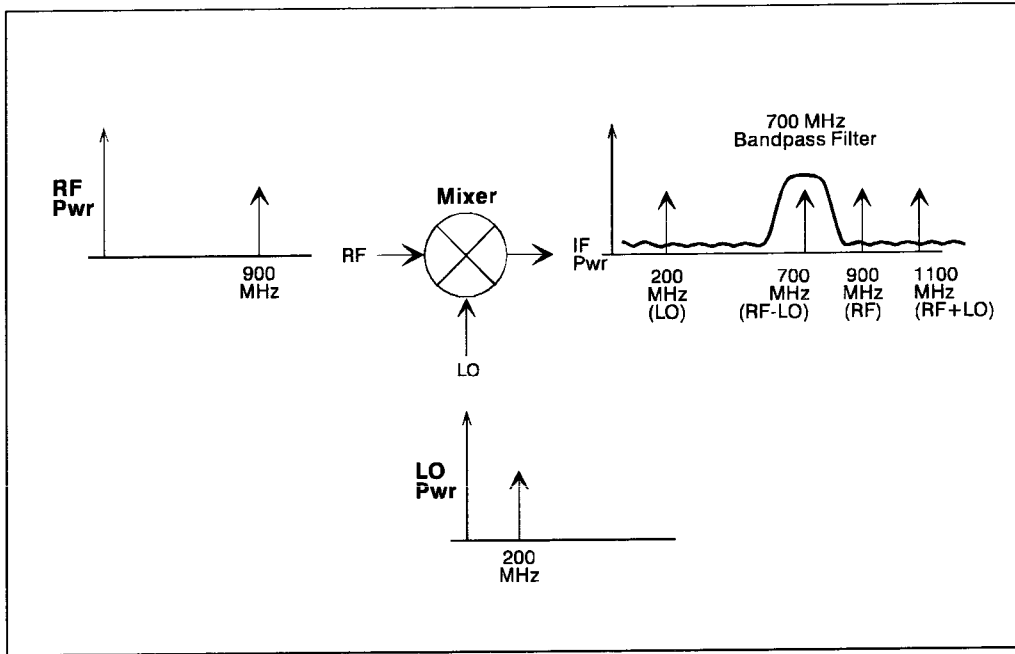 700 MHz
Bandpass Filter
RF
Pwr
Mixer
RF
IF
Pwr
900
MHz
200
MHz
(LO)
700
MHz
(RF-LO)
900
MHz
(RF)
1100
MHz
(RF+LO)
LO
LO
Pwr
200
MHz